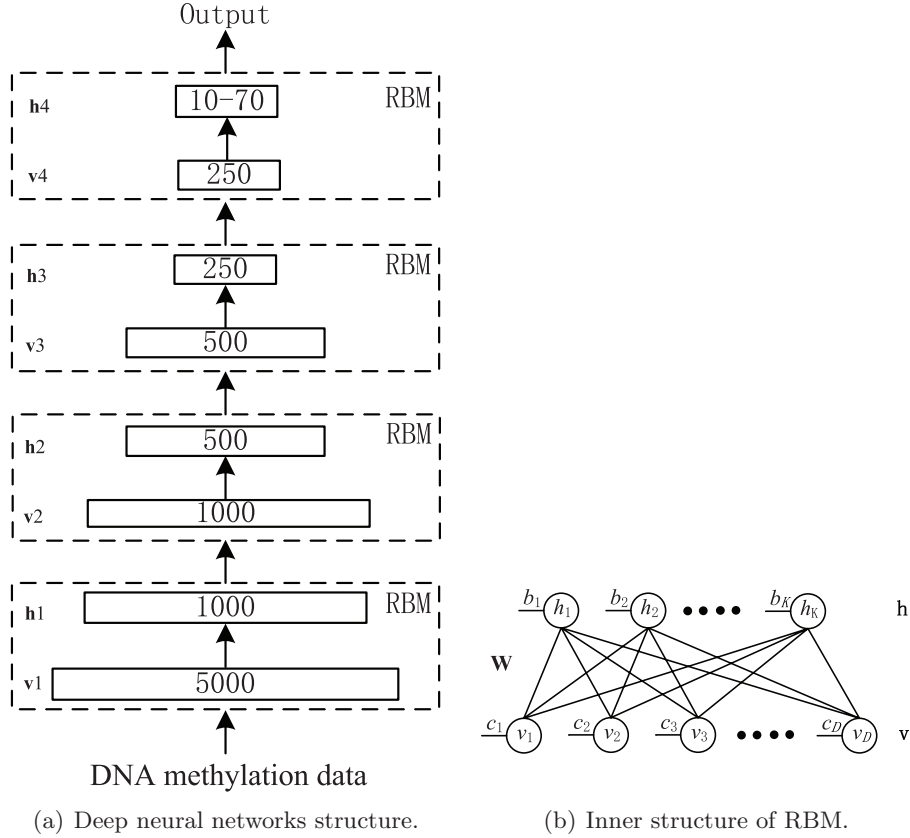 Output
h4 10-70 RBM
v4 250
h3 250 RBM
v3 500
h2 500 RBM
v2 1000
h1 1000 RBM
v1 5000
DNA methylation data
(a) Deep neural networks structure.
b1 h1 b2 h2 bK hK h
W
c1 v1 c2 v2 c3 v3 cD vD v
(b) Inner structure of RBM.